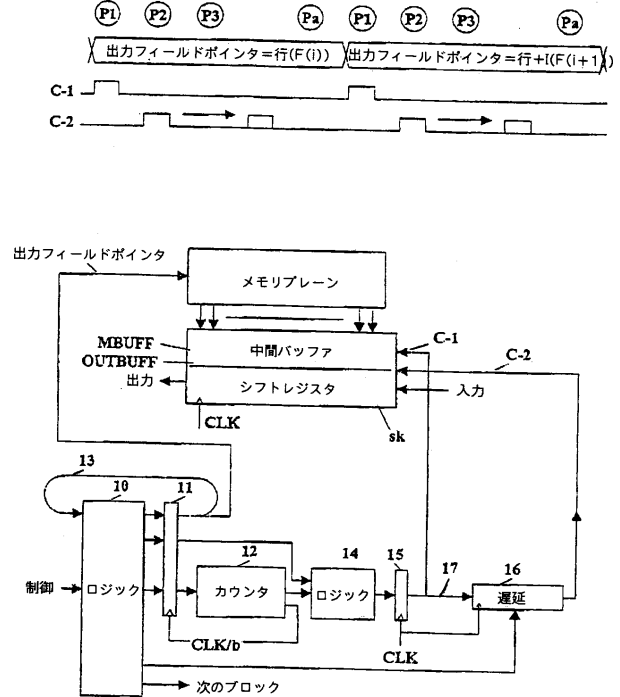 P1 P2 P3 Pa P1 P2 P3 Pa
出力フィールドポインタ=行(F(i)) 出力フィールドポインタ=行+I(F(i+1))
C-1
C-2
出力フィールドポインタ
メモリプレーン
MBUFF
中間バッファ
C-1
OUTBUFF
C-2
出力
シフトレジスタ
入力
CLK
sk
13
10
11
12
14
15
17
16
制御
ロジック
カウンタ
ロジック
遅延
CLK/b
CLK
次のブロック